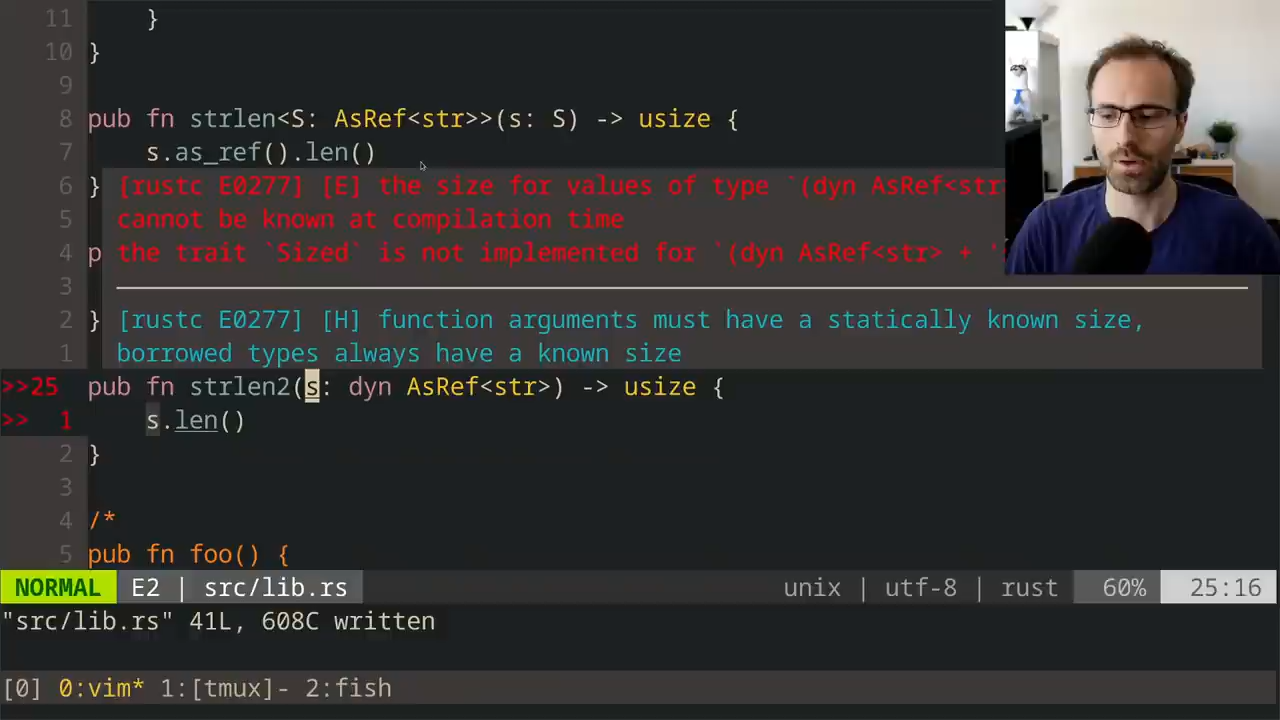 11 }
10 }
9
8 pub fn strlen<S: AsRef<str>>(s: S) -> usize {
7 s.as_ref().len()
6 } [rustc E0277] [E] the size for values of type `(dyn AsRef<str>
5 cannot be known at compilation time
4 p the trait `Sized` is not implemented for `(dyn AsRef<str> + '
3
2 } [rustc E0277] [H] function arguments must have a statically known size,
1 borrowed types always have a known size
>>25 pub fn strlen2(s: dyn AsRef<str>) -> usize {
>> 1 s.len()
2 }
3
4 /*
5 pub fn foo() {
NORMAL E2 | src/lib.rs unix | utf-8 | rust 60% 25:16
"src/lib.rs" 41L, 608C written
[0] 0:vim* 1:[tmux]- 2:fish